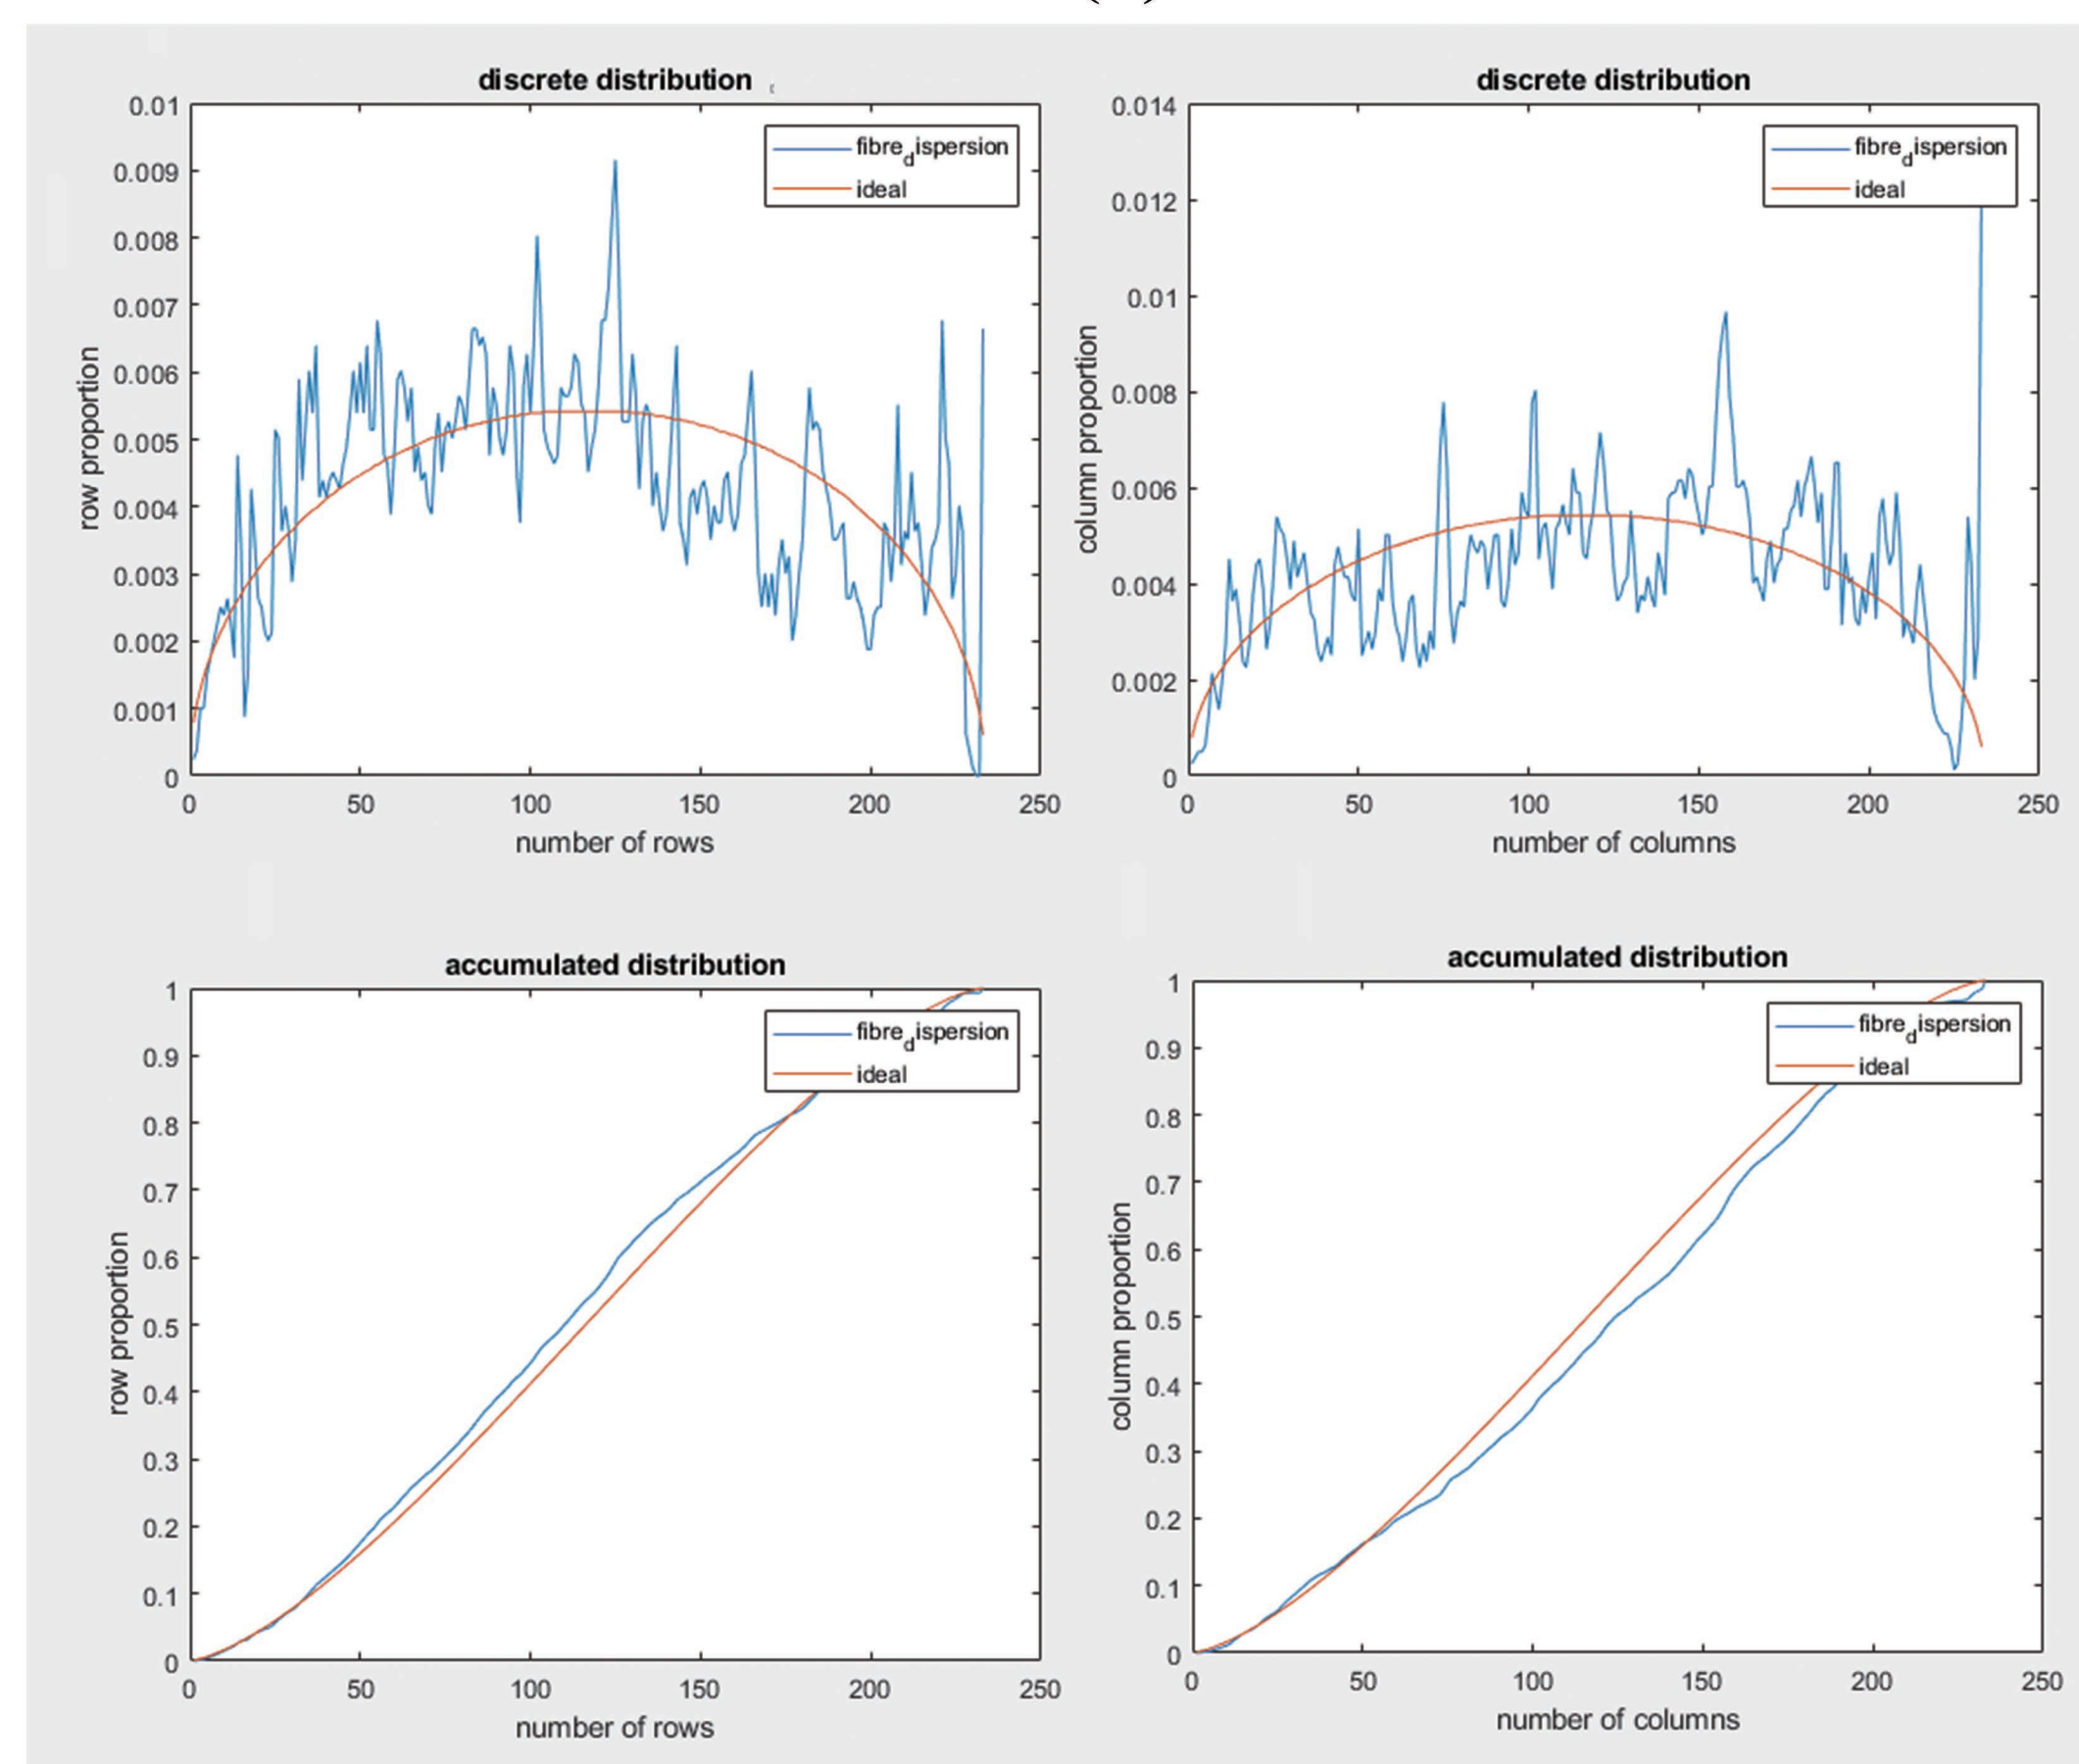 discrete distribution
0.01
0.009
0.008
0.007
0.006
0.005
0.004
0.003
0.002
0.001
0
row proportion
fibre_dispersion
ideal
0 50 100 150 200 250
number of rows
discrete distribution
0.014
0.012
0.01
0.008
0.006
0.004
0.002
0
column proportion
fibre_dispersion
ideal
0 50 100 150 200 250
number of columns
accumulated distribution
1
0.9
0.8
0.7
0.6
0.5
0.4
0.3
0.2
0.1
0
row proportion
fibre_dispersion
ideal
0 50 100 150 200 250
number of rows
accumulated distribution
1
0.9
0.8
0.7
0.6
0.5
0.4
0.3
0.2
0.1
0
column proportion
fibre_dispersion
ideal
0 50 100 150 200 250
number of columns